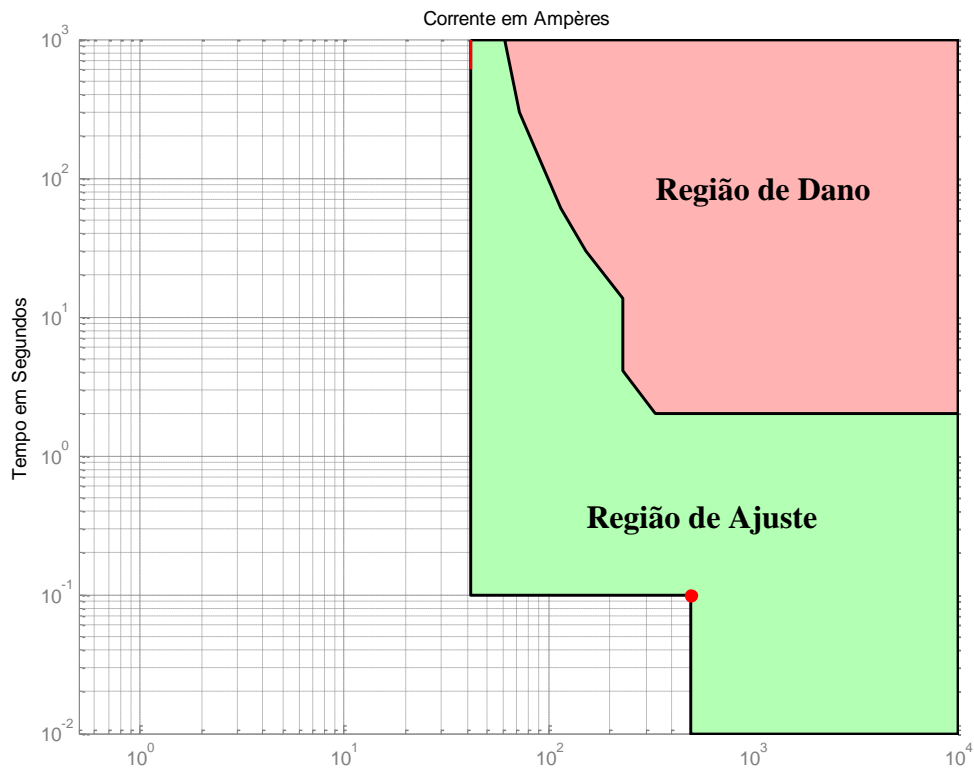 Corrente em Ampères
10^3
10^2
10^1
10^0
10^-1
10^-2
Tempo em Segundos
Região de Dano
Região de Ajuste
10^0
10^1
10^2
10^3
10^4